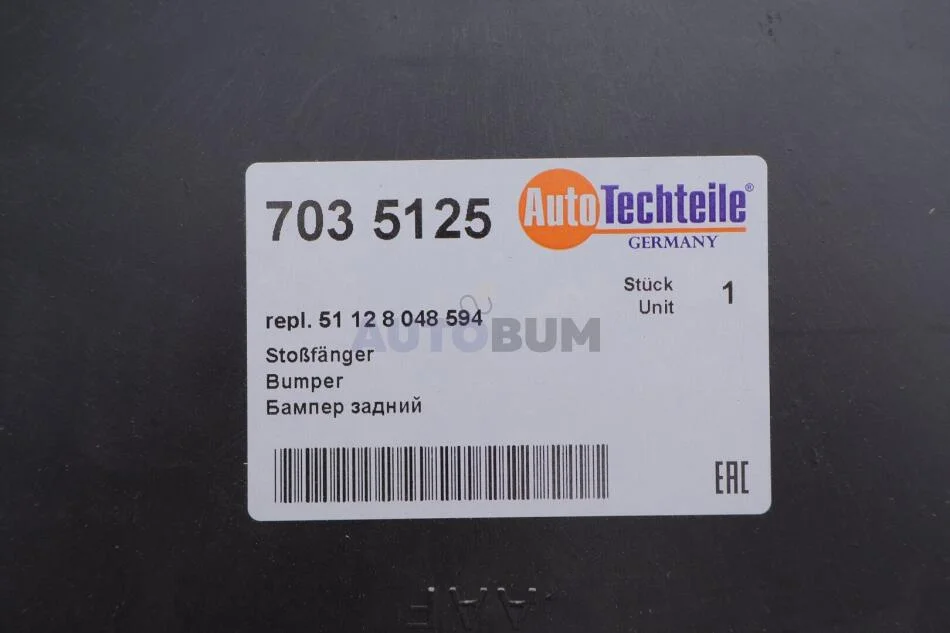 703 5125
AutoTechteile®
GERMANY
Stück
Unit
1
repl. 51 12 8 048 594
AUTOBUM
Stoßfänger
Bumper
Бампер задний
EAC